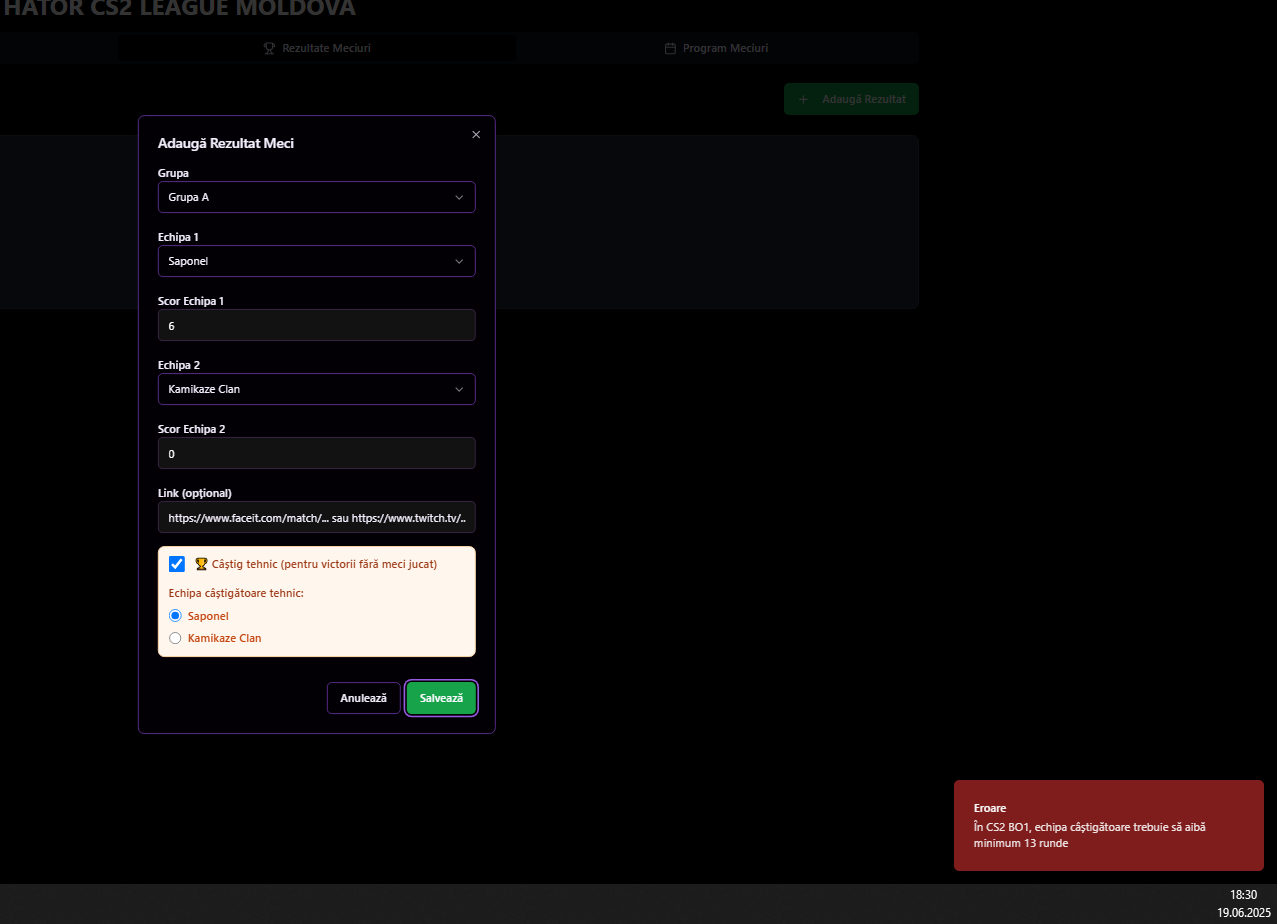 HATOR CS2 LEAGUE MOLDOVA
Rezultate Meciuri
Program Meciuri
+ Adaugă Rezultat
Adaugă Rezultat Meci
Grupa
Grupa A
Echipa 1
Saponel
Scor Echipa 1
6
Echipa 2
Kamikaze Clan
Scor Echipa 2
0
Link (opțional)
https://www.faceit.com/match/... sau https://www.twitch.tv/..
🏆 Câștig tehnic (pentru victorii fără meci jucat)
Echipa câștigătoare tehnic:
Saponel
Kamikaze Clan
Anulează
Salvează
Eroare
În CS2 BO1, echipa câștigătoare trebuie să aibă
minimum 13 runde
18:30
19.06.2025